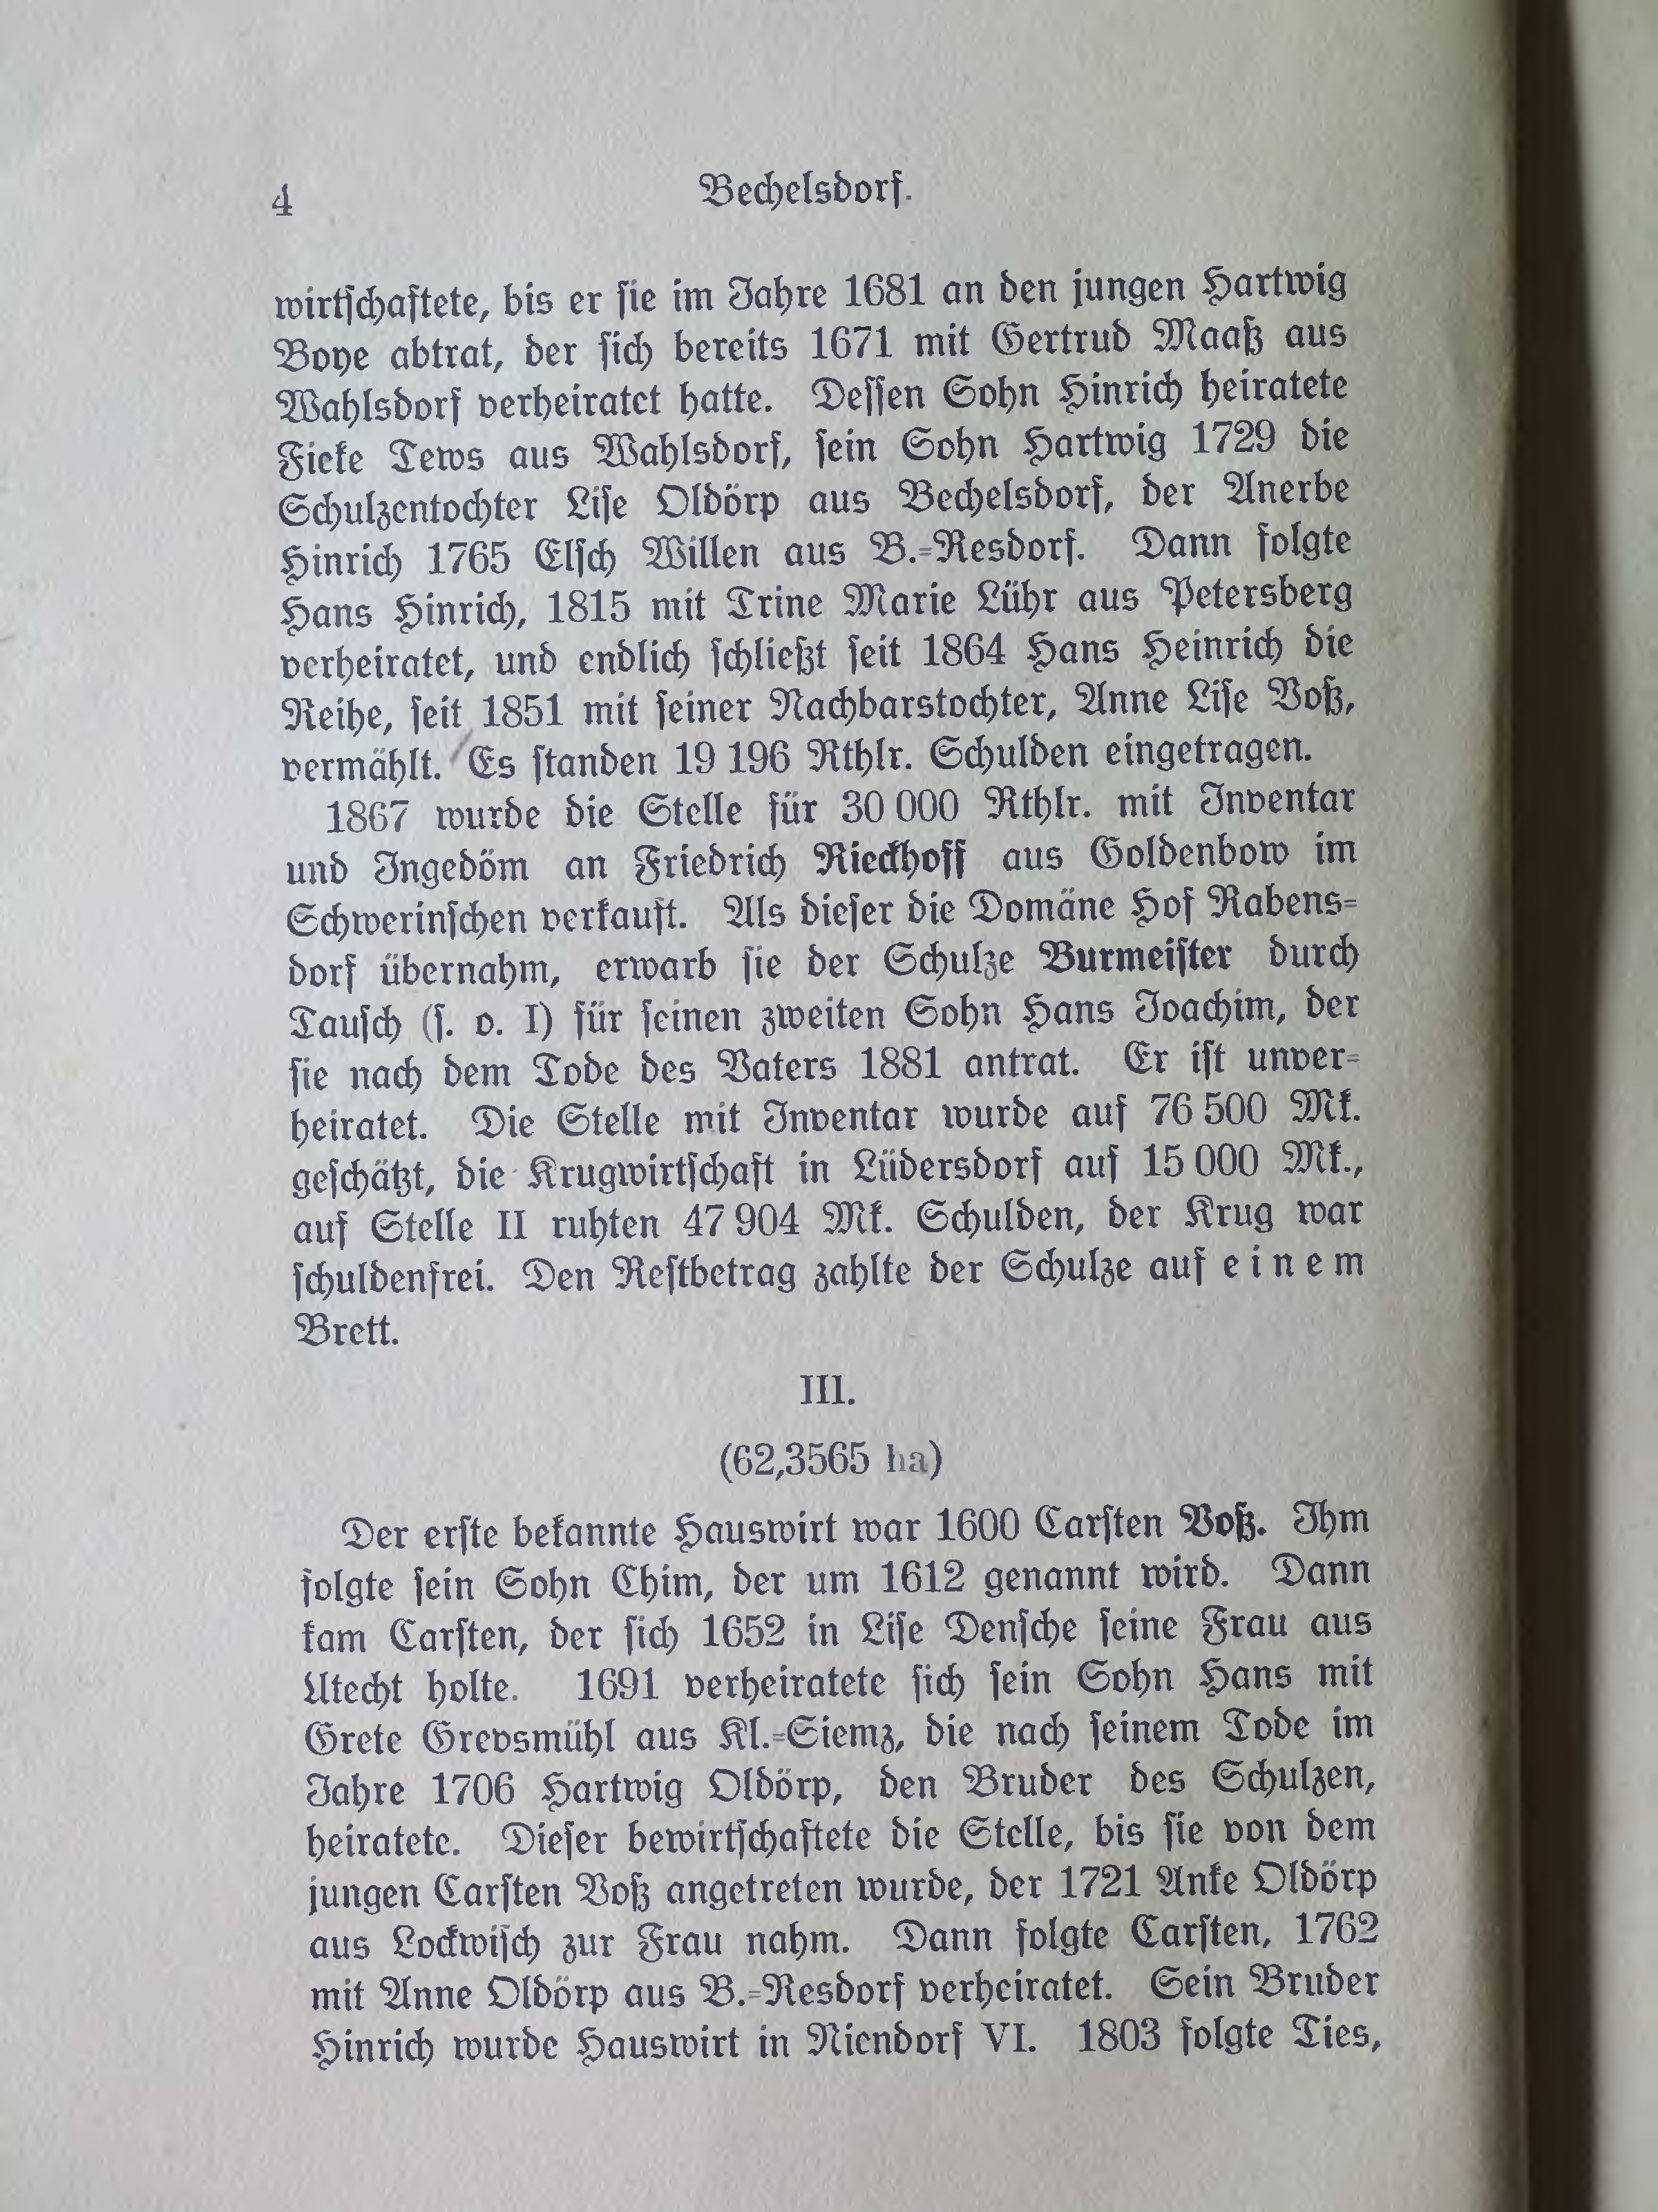 4
Bechelsdorf.
wirtſchaftete, bis er ſie im Jahre 1681 an den jungen Hartwig
Boye abtrat, der ſich bereits 1671 mit Gertrud Maaß aus
Wahlsdorf verheiratet hatte. Deſſen Sohn Hinrich heiratete
Fieke Tews aus Wahlsdorf, ſein Sohn Hartwig 1729 die
Schulzentochter Liſe Oldörp aus Bechelsdorf, der Anerbe
Hinrich 1765 Elſch Willen aus B.-Resdorf. Dann folgte
Hans Hinrich, 1815 mit Trine Marie Lühr aus Petersberg
verheiratet, und endlich ſchließt ſeit 1864 Hans Heinrich die
Reihe, ſeit 1851 mit ſeiner Nachbarstochter, Anne Liſe Voß,
vermählt. Es ſtanden 19 196 Rthlr. Schulden eingetragen.
1867 wurde die Stelle für 30 000 Rthlr. mit Inventar
und Ingedöm an Friedrich Rieckhoff aus Goldenbow im
Schwerinſchen verkauft. Als dieſer die Domäne Hof Rabens-
dorf übernahm, erwarb ſie der Schulze Burmeiſter durch
Tauſch (ſ. o. I) für ſeinen zweiten Sohn Hans Joachim, der
ſie nach dem Tode des Vaters 1881 antrat. Er iſt unver-
heiratet. Die Stelle mit Inventar wurde auf 76 500 Mk.
geſchätzt, die Krugwirtſchaft in Lüdersdorf auf 15 000 Mk.,
auf Stelle II ruhten 47 904 Mk. Schulden, der Krug war
ſchuldenfrei. Den Reſtbetrag zahlte der Schulze auf einem
Brett.
III.
(62,3565 ha)
Der erſte bekannte Hauswirt war 1600 Carſten Voß. Ihm
folgte ſein Sohn Chim, der um 1612 genannt wird. Dann
kam Carſten, der ſich 1652 in Liſe Denſche ſeine Frau aus
Utecht holte. 1691 verheiratete ſich ſein Sohn Hans mit
Grete Grevsmühl aus Kl.-Siemz, die nach ſeinem Tode im
Jahre 1706 Hartwig Oldörp, den Bruder des Schulzen,
heiratete. Dieſer bewirtſchaftete die Stelle, bis ſie von dem
jungen Carſten Voß angetreten wurde, der 1721 Anke Oldörp
aus Lockwiſch zur Frau nahm. Dann folgte Carſten, 1762
mit Anne Oldörp aus B.-Resdorf verheiratet. Sein Bruder
Hinrich wurde Hauswirt in Niendorf VI. 1803 folgte Ties,